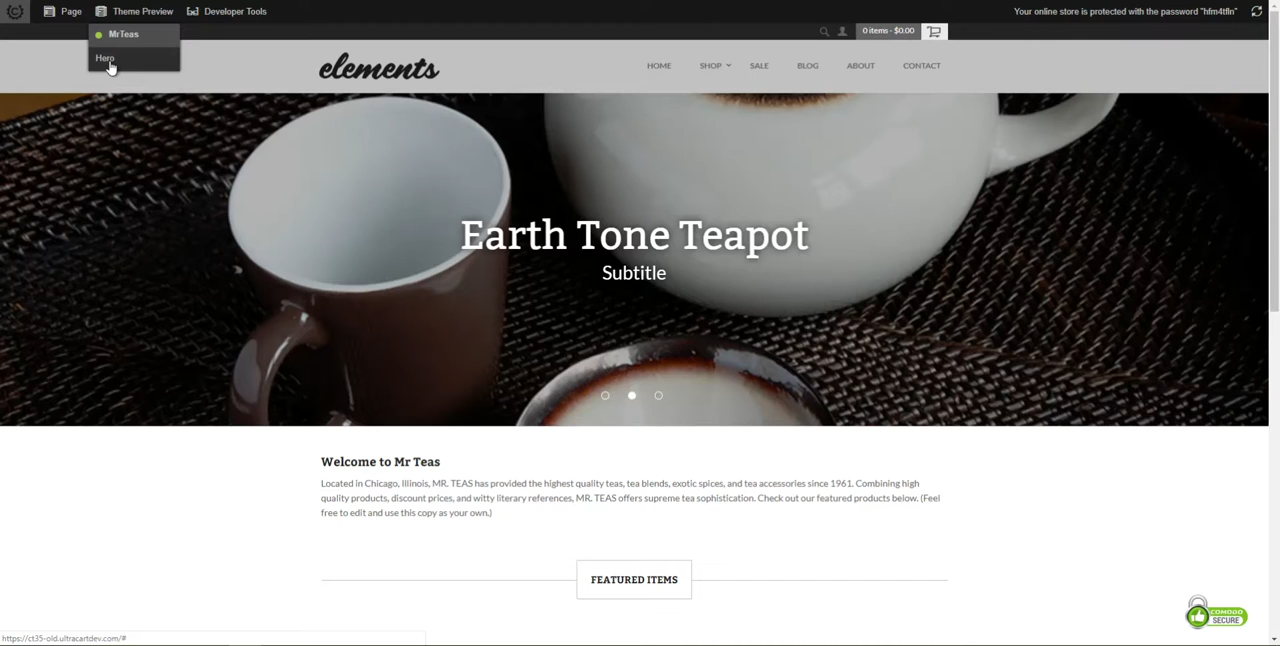 Page Theme Preview Developer Tools Your online store is protected with the password "hfm4tfln"
MrTeas
0 items - $0.00
Hero
elements
HOME SHOP SALE BLOG ABOUT CONTACT
Earth Tone Teapot
Subtitle
Welcome to Mr Teas
Located in Chicago, Illinois, MR. TEAS has provided the highest quality teas, tea blends, exotic spices, and tea accessories since 1961. Combining high
quality products, discount prices, and witty literary references, MR. TEAS offers supreme tea sophistication. Check out our featured products below. (Feel
free to edit and use this copy as your own.)
FEATURED ITEMS
COMODO
SECURE
https://ct35-old.ultracartdev.com/#